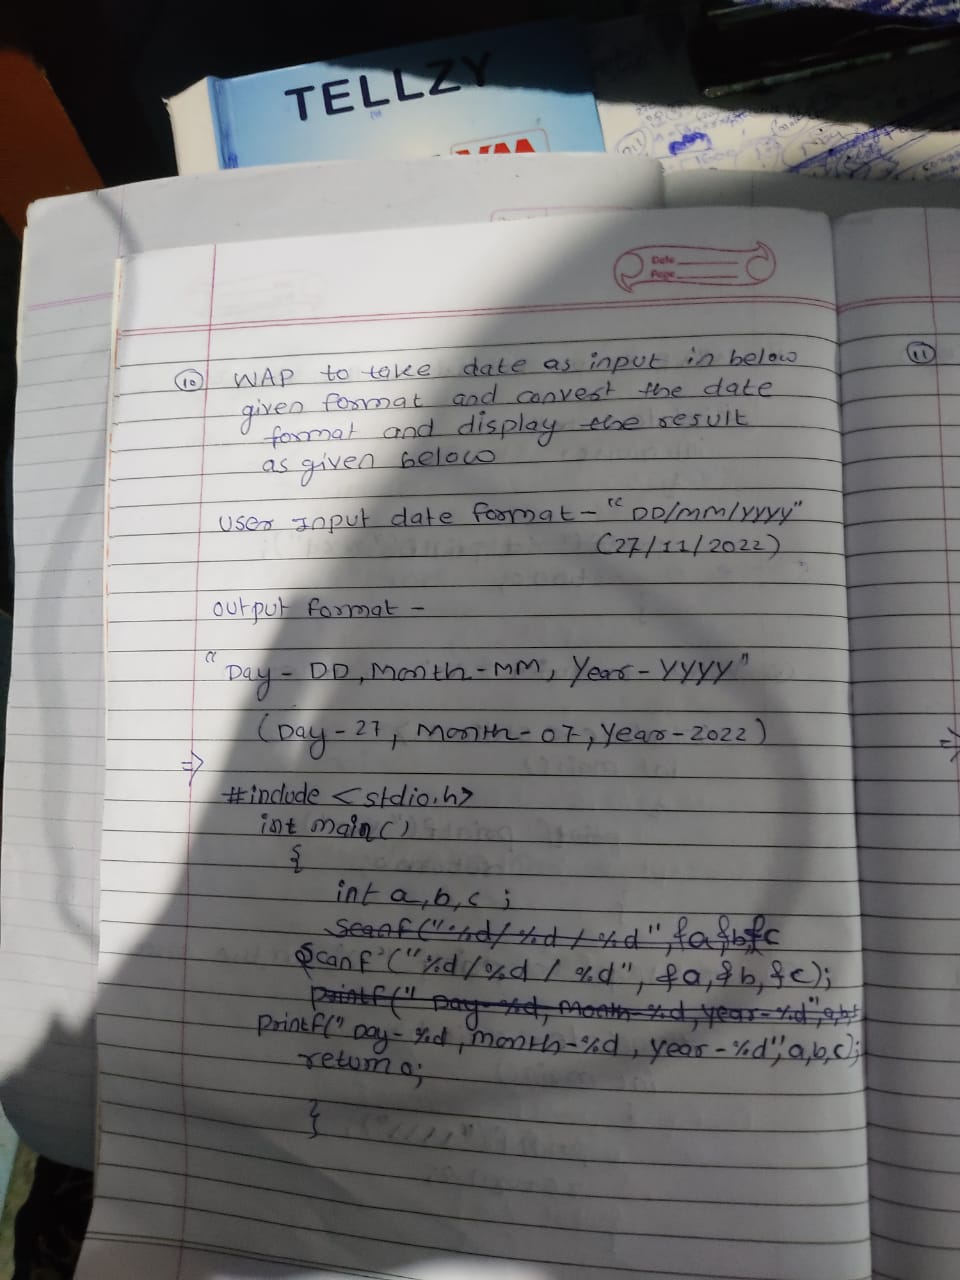 TELLZY
Date
Page
10 WAP to take date as input in below
given format and convert the date
format and display the result
as given below
User Input date format - "DD/MM/YYYY"
(27/11/2022)
output format -
"Day - DD, Month - MM, Year - YYYY"
(Day - 27, Month - 07, Year - 2022)
=>
#include <stdio.h>
int main()
{
int a,b,c ;
scanf("%d/%d/%d", &a&b,&c
Scanf("%d/%d/%d", &a,&b,&c);
printf(" Day-%d, Month-%d, year-%d",a,b
printf(" Day-%d, month-%d, year-%d",a,b,c);
return 0;
}
11
=>